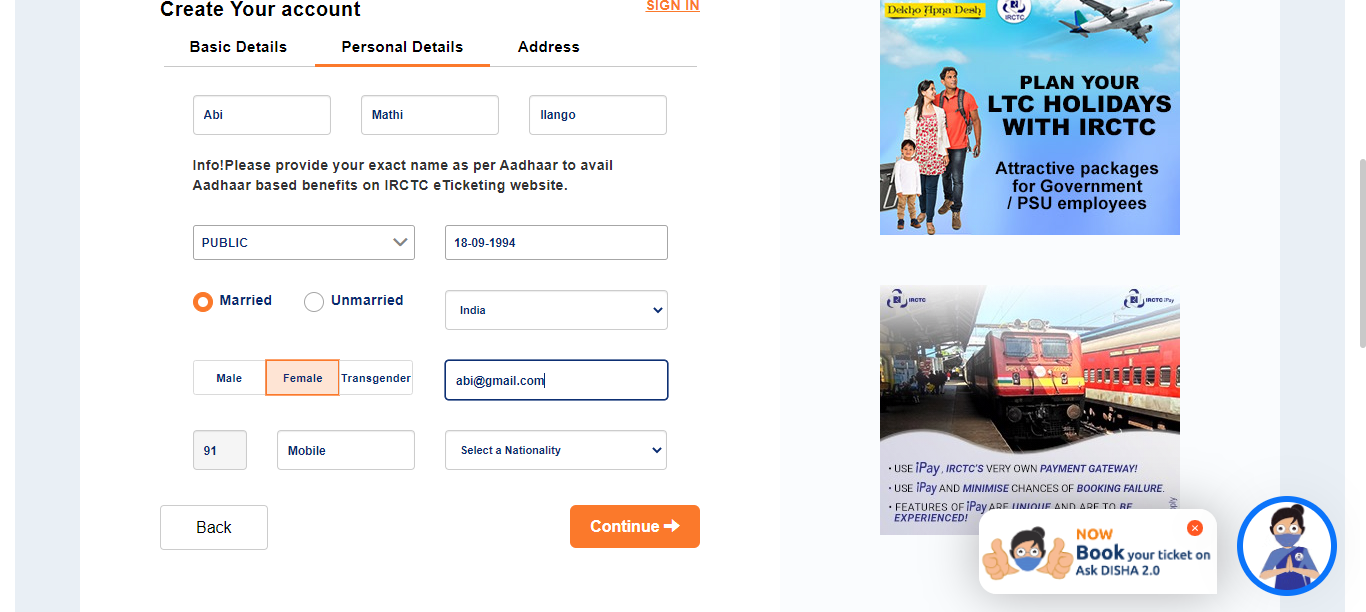 Create Your account
SIGN IN
Basic Details
Personal Details
Address
Abi
Mathi
Ilango
Info!Please provide your exact name as per Aadhaar to avail
Aadhaar based benefits on IRCTC eTicketing website.
PUBLIC
18-09-1994
Married
Unmarried
India
Male
Female
Transgender
abi@gmail.com
91
Mobile
Select a Nationality
Back
Continue
Dekho Apna Desh
IRCTC
PLAN YOUR
LTC HOLIDAYS
WITH IRCTC
Attractive packages
for Government
/ PSU employees
IRCTC
IRCTC iPay
• USE iPay, IRCTC'S VERY OWN PAYMENT GATEWAY!
• USE iPay AND MINIMISE CHANCES OF BOOKING FAILURE.
• FEATURES OF iPay ARE UNIQUE AND ARE TO BE
EXPERIENCED!
NOW
Book your ticket on
Ask DISHA 2.0